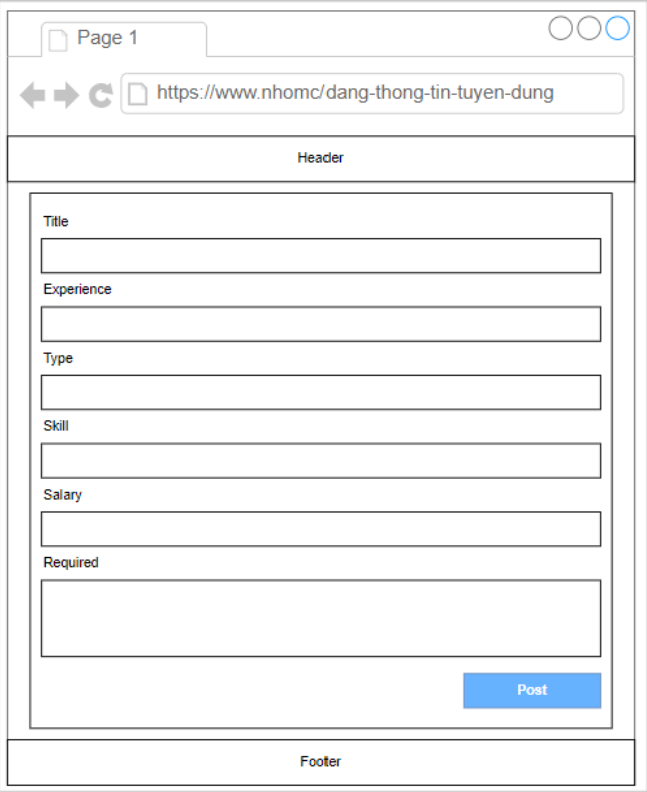 Page 1
https://www.nhomc/dang-thong-tin-tuyen-dung
Header
Title
Experience
Type
Skill
Salary
Required
Post
Footer